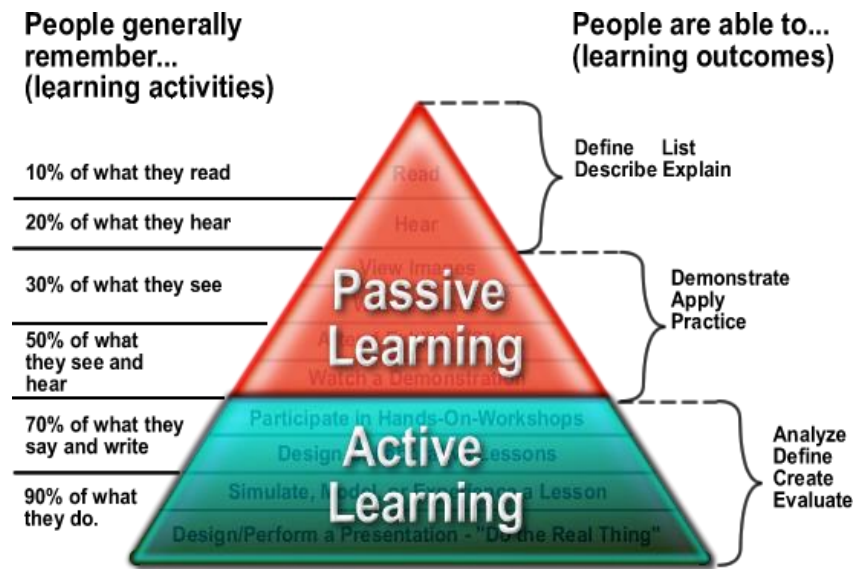 People generally
remember...
(learning activities)
People are able to...
(learning outcomes)
10% of what they read
20% of what they hear
30% of what they see
50% of what
they see and
hear
70% of what they
say and write
90% of what
they do.
Read
Hear
View Images
Passive
Learning
Watch a Demonstration
Participate in Hands-On-Workshops
Design Lessons
Active
Simulate, Model, or Experience a Lesson
Learning
Design/Perform a Presentation - "Do the Real Thing"
Define List
Describe Explain
Demonstrate
Apply
Practice
Analyze
Define
Create
Evaluate